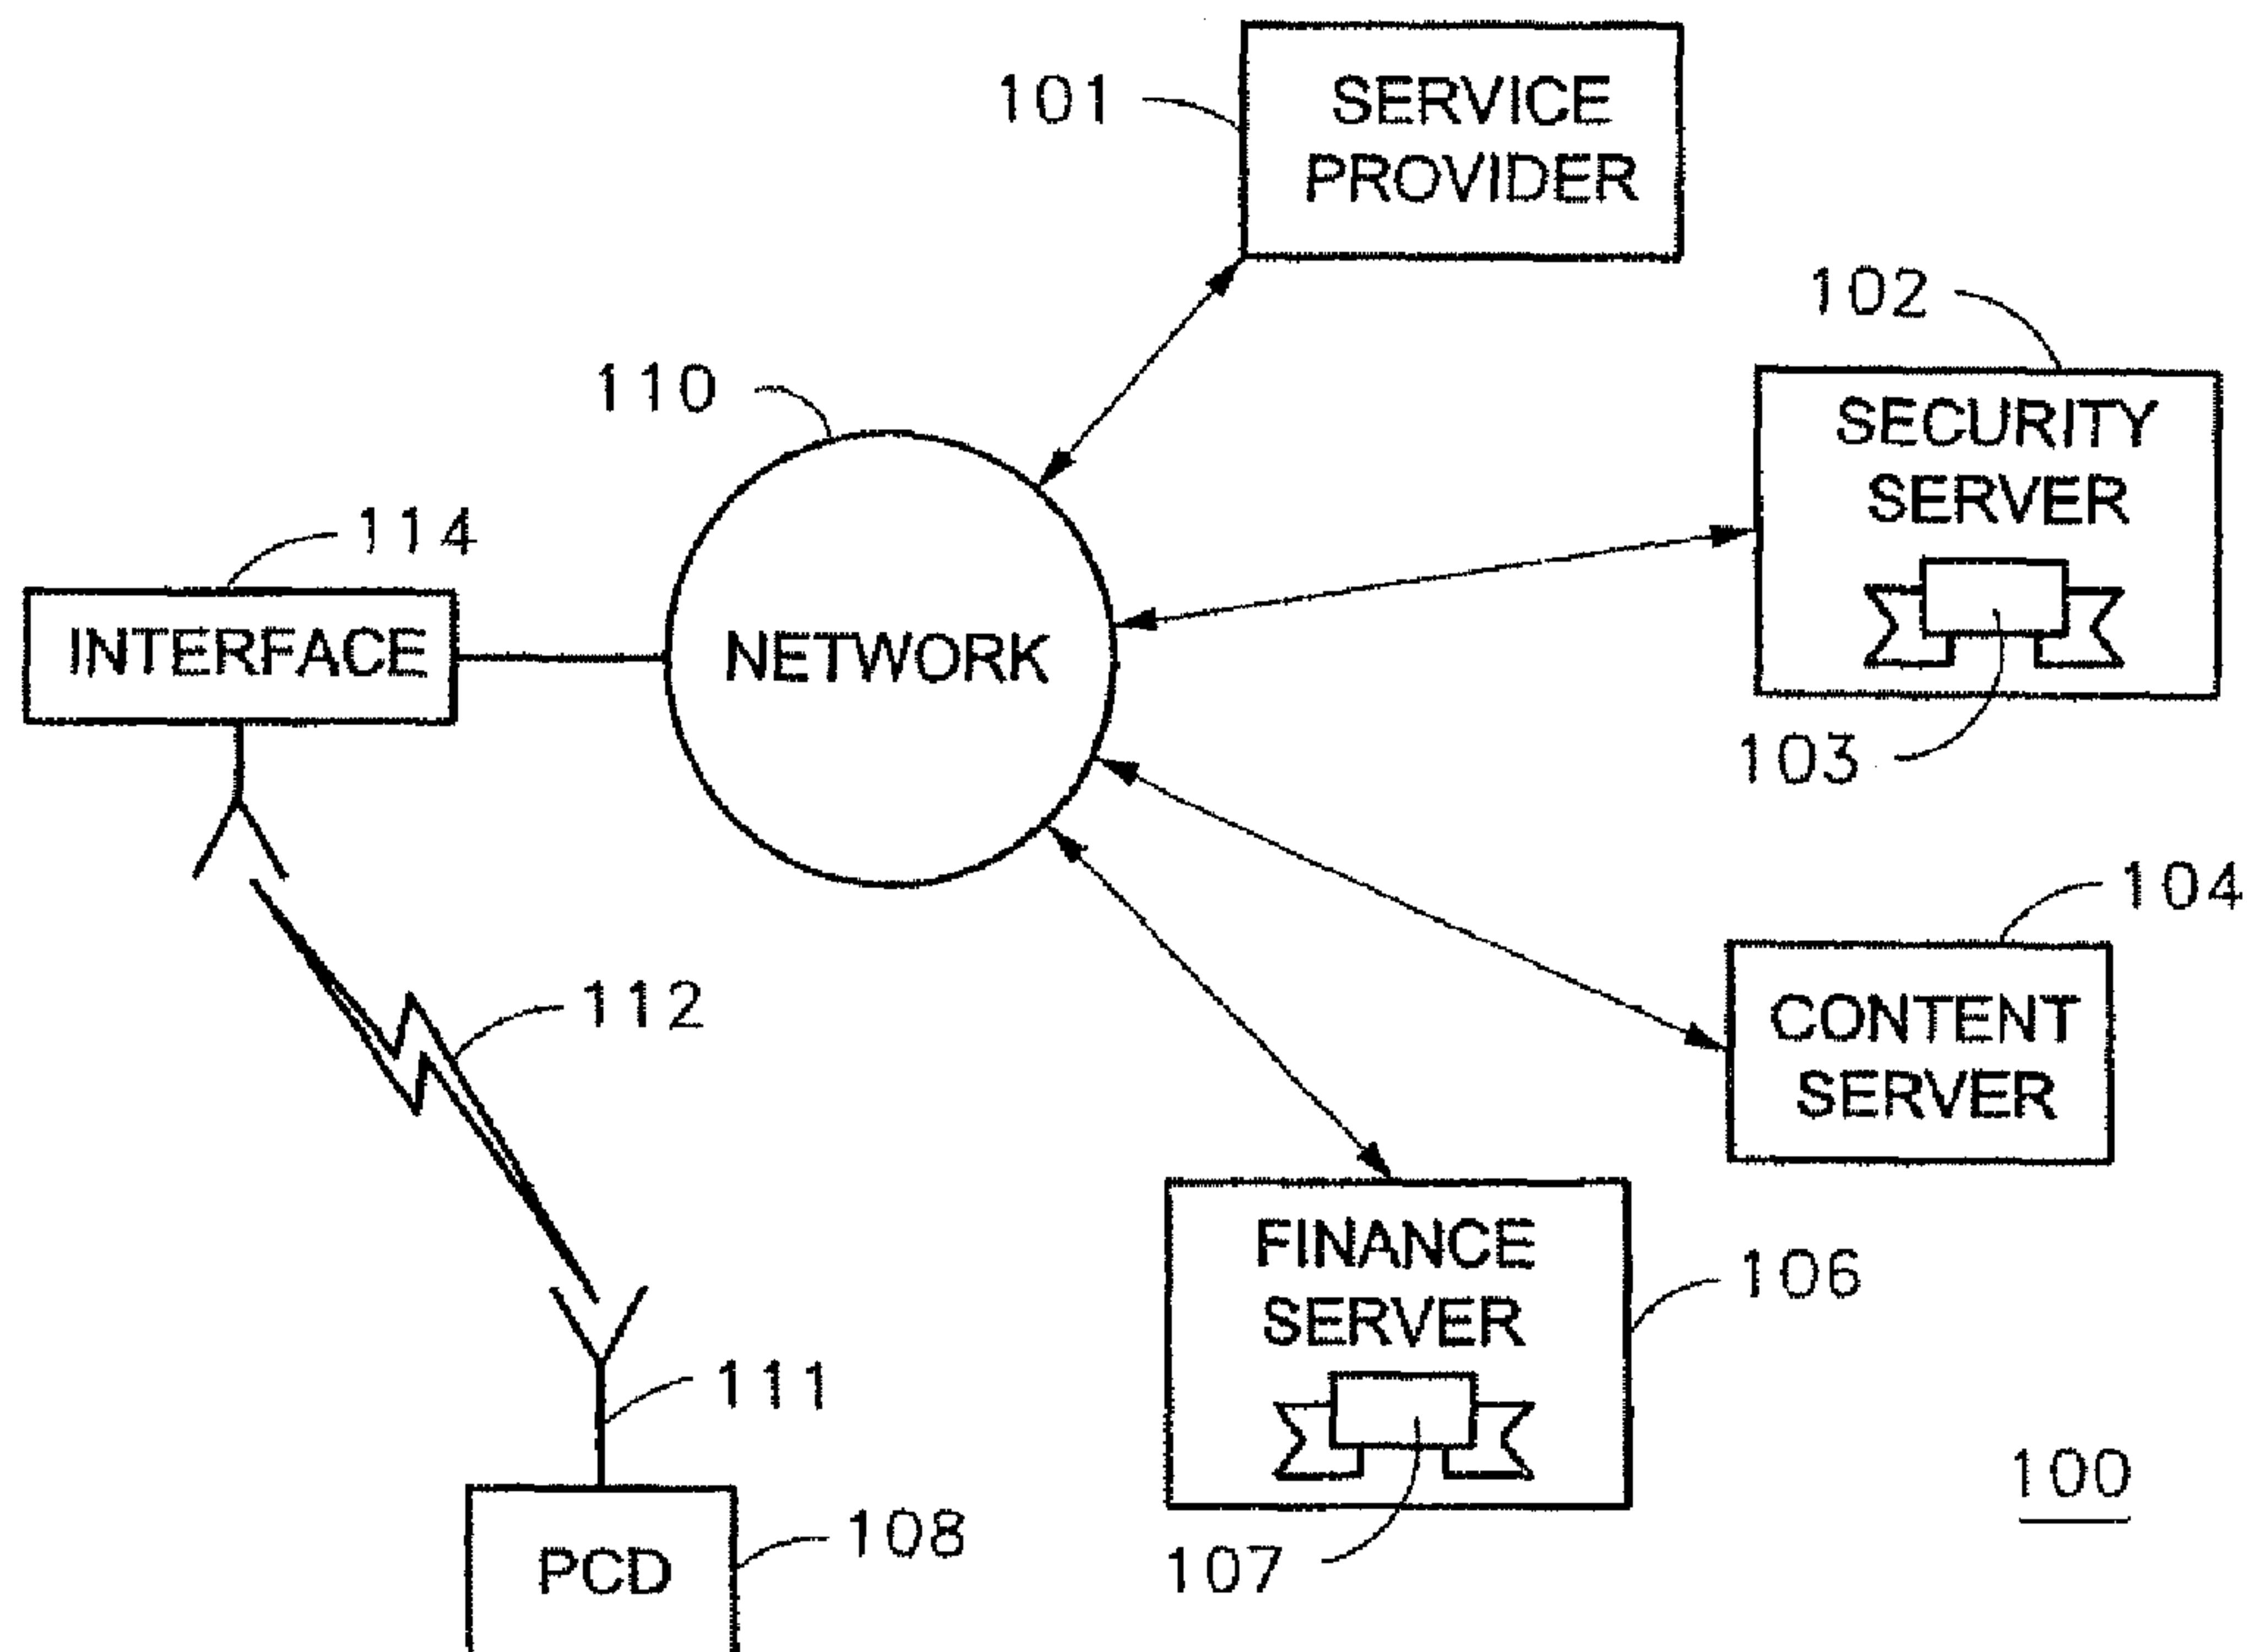 101
SERVICE
PROVIDER
102
SECURITY
SERVER
103
110
NETWORK
114
INTERFACE
112
104
CONTENT
SERVER
106
FINANCE
SERVER
107
111
108
PCD
100